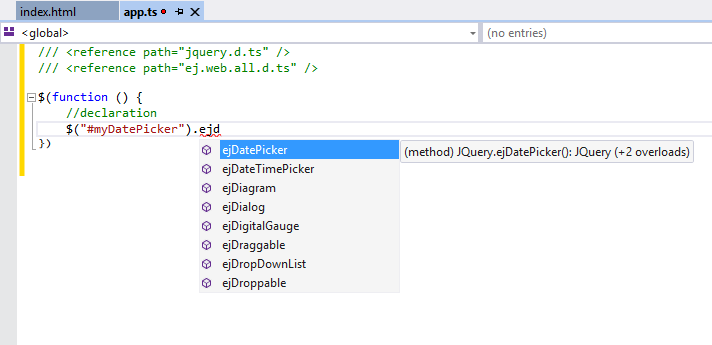 index.html
app.ts
<global>
(no entries)
/// <reference path="jquery.d.ts" />
/// <reference path="ej.web.all.d.ts" />
$(function () {
//declaration
$("#myDatePicker").ejd
})
ejDatePicker
(method) JQuery.ejDatePicker(): JQuery (+2 overloads)
ejDateTimePicker
ejDiagram
ejDialog
ejDigitalGauge
ejDraggable
ejDropDownList
ejDroppable